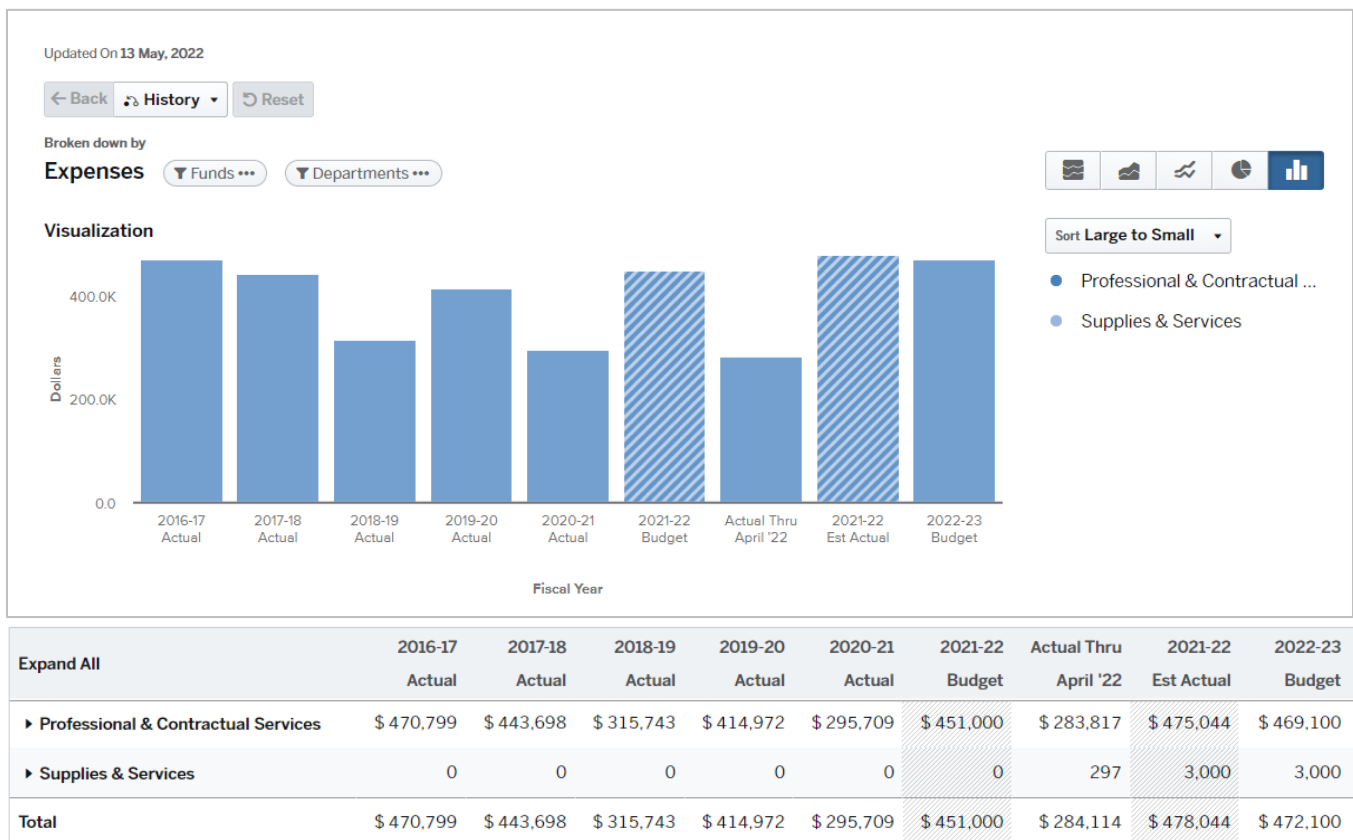 Updated On 13 May, 2022
Back History Reset
Broken down by
Expenses Funds ••• Departments •••
Visualization
Sort Large to Small
Professional & Contractual ...
Supplies & Services
Dollars
400.0K
200.0K
0.0
2016-17 2017-18 2018-19 2019-20 2020-21 2021-22 Actual Thru 2021-22 2022-23
Actual Actual Actual Actual Actual Budget April '22 Est Actual Budget
Fiscal Year
Expand All
2016-17 2017-18 2018-19 2019-20 2020-21 2021-22 Actual Thru 2021-22 2022-23
Actual Actual Actual Actual Actual Budget April '22 Est Actual Budget
Professional & Contractual Services $ 470,799 $ 443,698 $ 315,743 $ 414,972 $ 295,709 $ 451,000 $ 283,817 $ 475,044 $ 469,100
Supplies & Services 0 0 0 0 0 0 297 3,000 3,000
Total $ 470,799 $ 443,698 $ 315,743 $ 414,972 $ 295,709 $ 451,000 $ 284,114 $ 478,044 $ 472,100